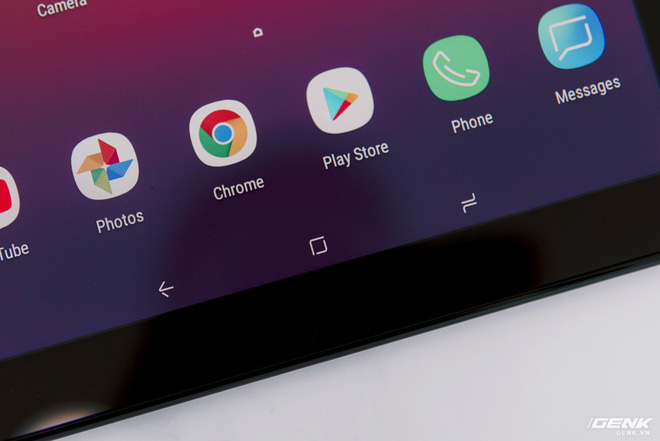 Camera
Tube
Photos
Chrome
Play Store
Phone
Messages
GENK
GENK.VN